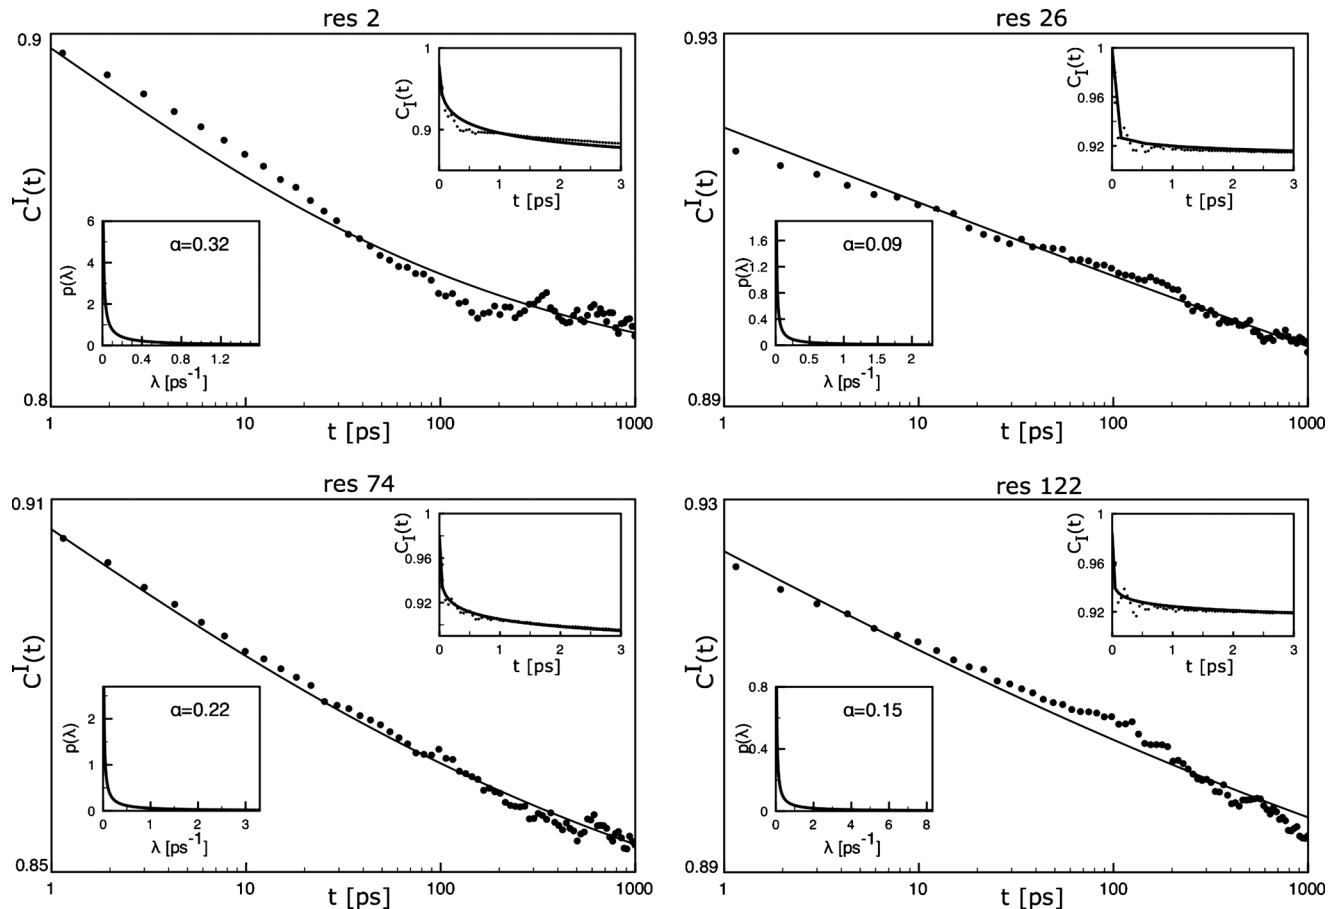 res 2
0.9
C^I(t)
0.8
1
10
100
1000
t [ps]
1
0.9
C_I(t)
0
1
2
3
t [ps]
6
4
2
0
p(λ)
α=0.32
0
0.4
0.8
1.2
λ [ps^-1]
res 26
0.93
C^I(t)
0.89
1
10
100
1000
t [ps]
1
0.96
0.92
C_I(t)
0
1
2
3
t [ps]
1.6
1.2
0.8
0.4
0
p(λ)
α=0.09
0
0.5
1
1.5
2
λ [ps^-1]
res 74
0.91
C^I(t)
0.85
1
10
100
1000
t [ps]
1
0.96
0.92
C_I(t)
0
1
2
3
t [ps]
2
1
0
p(λ)
α=0.22
0
1
2
3
λ [ps^-1]
res 122
0.93
C^I(t)
0.89
1
10
100
1000
t [ps]
1
0.96
0.92
C_I(t)
0
1
2
3
t [ps]
0.8
0.4
0
p(λ)
α=0.15
0
2
4
6
8
λ [ps^-1]